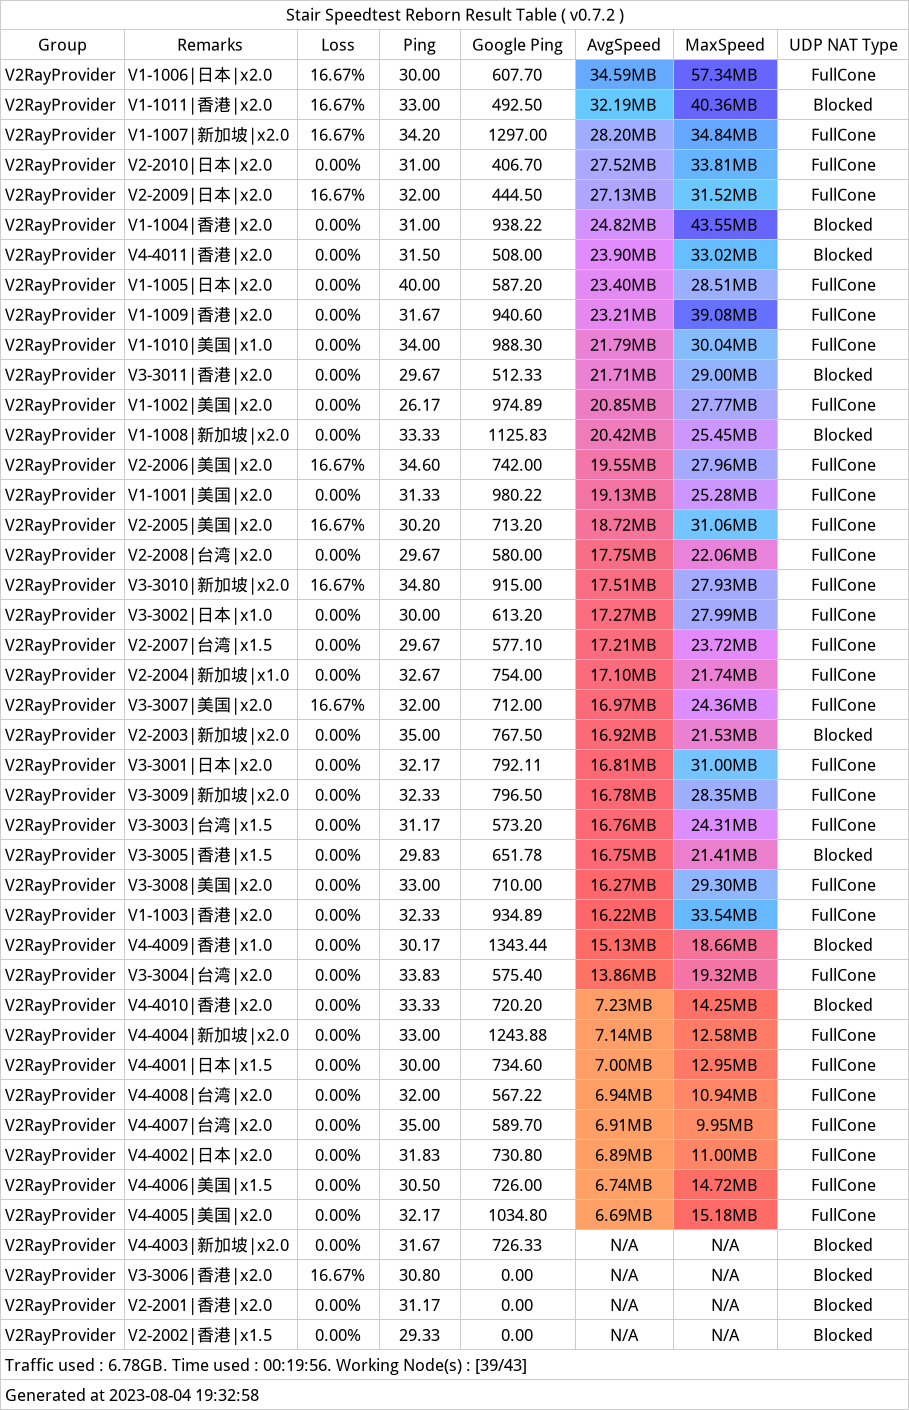 Stair Speedtest Reborn Result Table ( v0.7.2 )
Group Remarks Loss Ping Google Ping AvgSpeed MaxSpeed UDP NAT Type
V2RayProvider V1-1006|日本|x2.0 16.67% 30.00 607.70 34.59MB 57.34MB FullCone
V2RayProvider V1-1011|香港|x2.0 16.67% 33.00 492.50 32.19MB 40.36MB Blocked
V2RayProvider V1-1007|新加坡|x2.0 16.67% 34.20 1297.00 28.20MB 34.84MB FullCone
V2RayProvider V2-2010|日本|x2.0 0.00% 31.00 406.70 27.52MB 33.81MB FullCone
V2RayProvider V2-2009|日本|x2.0 16.67% 32.00 444.50 27.13MB 31.52MB FullCone
V2RayProvider V1-1004|香港|x2.0 0.00% 31.00 938.22 24.82MB 43.55MB Blocked
V2RayProvider V4-4011|香港|x2.0 0.00% 31.50 508.00 23.90MB 33.02MB Blocked
V2RayProvider V1-1005|日本|x2.0 0.00% 40.00 587.20 23.40MB 28.51MB FullCone
V2RayProvider V1-1009|香港|x2.0 0.00% 31.67 940.60 23.21MB 39.08MB FullCone
V2RayProvider V1-1010|美国|x1.0 0.00% 34.00 988.30 21.79MB 30.04MB FullCone
V2RayProvider V3-3011|香港|x2.0 0.00% 29.67 512.33 21.71MB 29.00MB Blocked
V2RayProvider V1-1002|美国|x2.0 0.00% 26.17 974.89 20.85MB 27.77MB FullCone
V2RayProvider V1-1008|新加坡|x2.0 0.00% 33.33 1125.83 20.42MB 25.45MB Blocked
V2RayProvider V2-2006|美国|x2.0 16.67% 34.60 742.00 19.55MB 27.96MB FullCone
V2RayProvider V1-1001|美国|x2.0 0.00% 31.33 980.22 19.13MB 25.28MB FullCone
V2RayProvider V2-2005|美国|x2.0 16.67% 30.20 713.20 18.72MB 31.06MB FullCone
V2RayProvider V2-2008|台湾|x2.0 0.00% 29.67 580.00 17.75MB 22.06MB FullCone
V2RayProvider V3-3010|新加坡|x2.0 16.67% 34.80 915.00 17.51MB 27.93MB FullCone
V2RayProvider V3-3002|日本|x1.0 0.00% 30.00 613.20 17.27MB 27.99MB FullCone
V2RayProvider V2-2007|台湾|x1.5 0.00% 29.67 577.10 17.21MB 23.72MB FullCone
V2RayProvider V2-2004|新加坡|x1.0 0.00% 32.67 754.00 17.10MB 21.74MB FullCone
V2RayProvider V3-3007|美国|x2.0 16.67% 32.00 712.00 16.97MB 24.36MB FullCone
V2RayProvider V2-2003|新加坡|x2.0 0.00% 35.00 767.50 16.92MB 21.53MB Blocked
V2RayProvider V3-3001|日本|x2.0 0.00% 32.17 792.11 16.81MB 31.00MB FullCone
V2RayProvider V3-3009|新加坡|x2.0 0.00% 32.33 796.50 16.78MB 28.35MB FullCone
V2RayProvider V3-3003|台湾|x1.5 0.00% 31.17 573.20 16.76MB 24.31MB FullCone
V2RayProvider V3-3005|香港|x1.5 0.00% 29.83 651.78 16.75MB 21.41MB Blocked
V2RayProvider V3-3008|美国|x2.0 0.00% 33.00 710.00 16.27MB 29.30MB FullCone
V2RayProvider V1-1003|香港|x2.0 0.00% 32.33 934.89 16.22MB 33.54MB FullCone
V2RayProvider V4-4009|香港|x1.0 0.00% 30.17 1343.44 15.13MB 18.66MB Blocked
V2RayProvider V3-3004|台湾|x2.0 0.00% 33.83 575.40 13.86MB 19.32MB FullCone
V2RayProvider V4-4010|香港|x2.0 0.00% 33.33 720.20 7.23MB 14.25MB Blocked
V2RayProvider V4-4004|新加坡|x2.0 0.00% 33.00 1243.88 7.14MB 12.58MB FullCone
V2RayProvider V4-4001|日本|x1.5 0.00% 30.00 734.60 7.00MB 12.95MB FullCone
V2RayProvider V4-4008|台湾|x2.0 0.00% 32.00 567.22 6.94MB 10.94MB FullCone
V2RayProvider V4-4007|台湾|x2.0 0.00% 35.00 589.70 6.91MB 9.95MB FullCone
V2RayProvider V4-4002|日本|x2.0 0.00% 31.83 730.80 6.89MB 11.00MB FullCone
V2RayProvider V4-4006|美国|x1.5 0.00% 30.50 726.00 6.74MB 14.72MB FullCone
V2RayProvider V4-4005|美国|x2.0 0.00% 32.17 1034.80 6.69MB 15.18MB FullCone
V2RayProvider V4-4003|新加坡|x2.0 0.00% 31.67 726.33 N/A N/A Blocked
V2RayProvider V3-3006|香港|x2.0 16.67% 30.80 0.00 N/A N/A Blocked
V2RayProvider V2-2001|香港|x2.0 0.00% 31.17 0.00 N/A N/A Blocked
V2RayProvider V2-2002|香港|x1.5 0.00% 29.33 0.00 N/A N/A Blocked
Traffic used : 6.78GB. Time used : 00:19:56. Working Node(s) : [39/43]
Generated at 2023-08-04 19:32:58